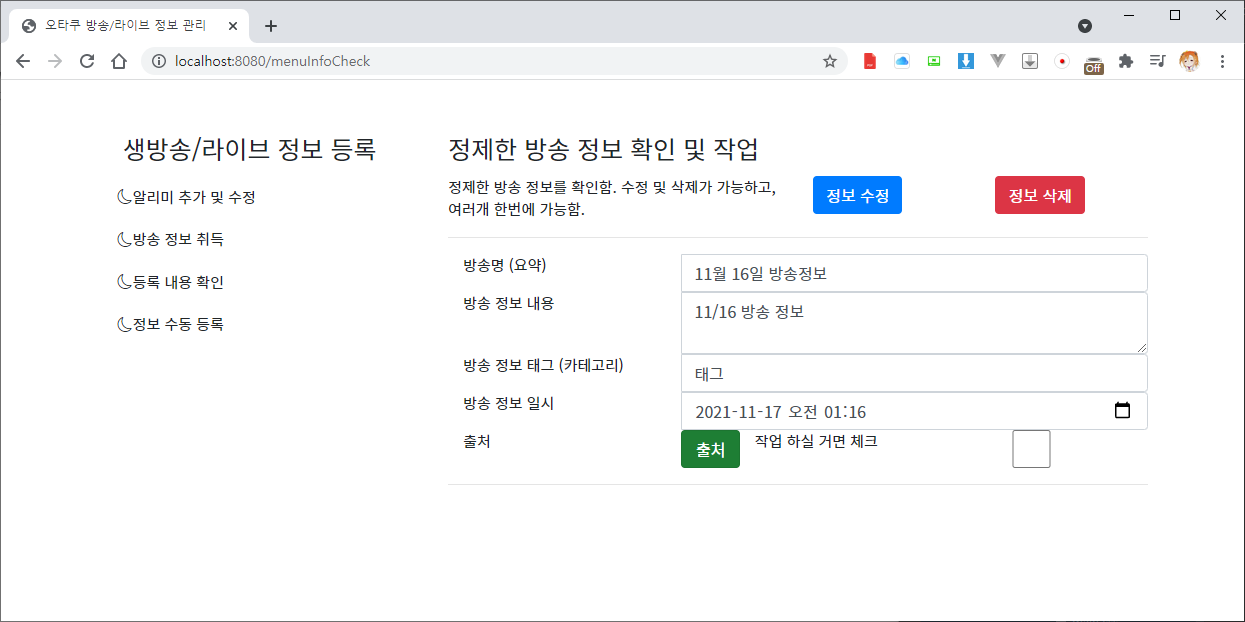 오타쿠 방송/라이브 정보 관리
localhost:8080/menuInfoCheck
Off
생방송/라이브 정보 등록
알리미 추가 및 수정
방송 정보 취득
등록 내용 확인
정보 수동 등록
정제한 방송 정보 확인 및 작업
정제한 방송 정보를 확인함. 수정 및 삭제가 가능하고,
여러개 한번에 가능함.
정보 수정
정보 삭제
방송명 (요약)
11월 16일 방송정보
방송 정보 내용
11/16 방송 정보
방송 정보 태그 (카테고리)
태그
방송 정보 일시
2021-11-17 오전 01:16
출처
출처
작업 하실 거면 체크